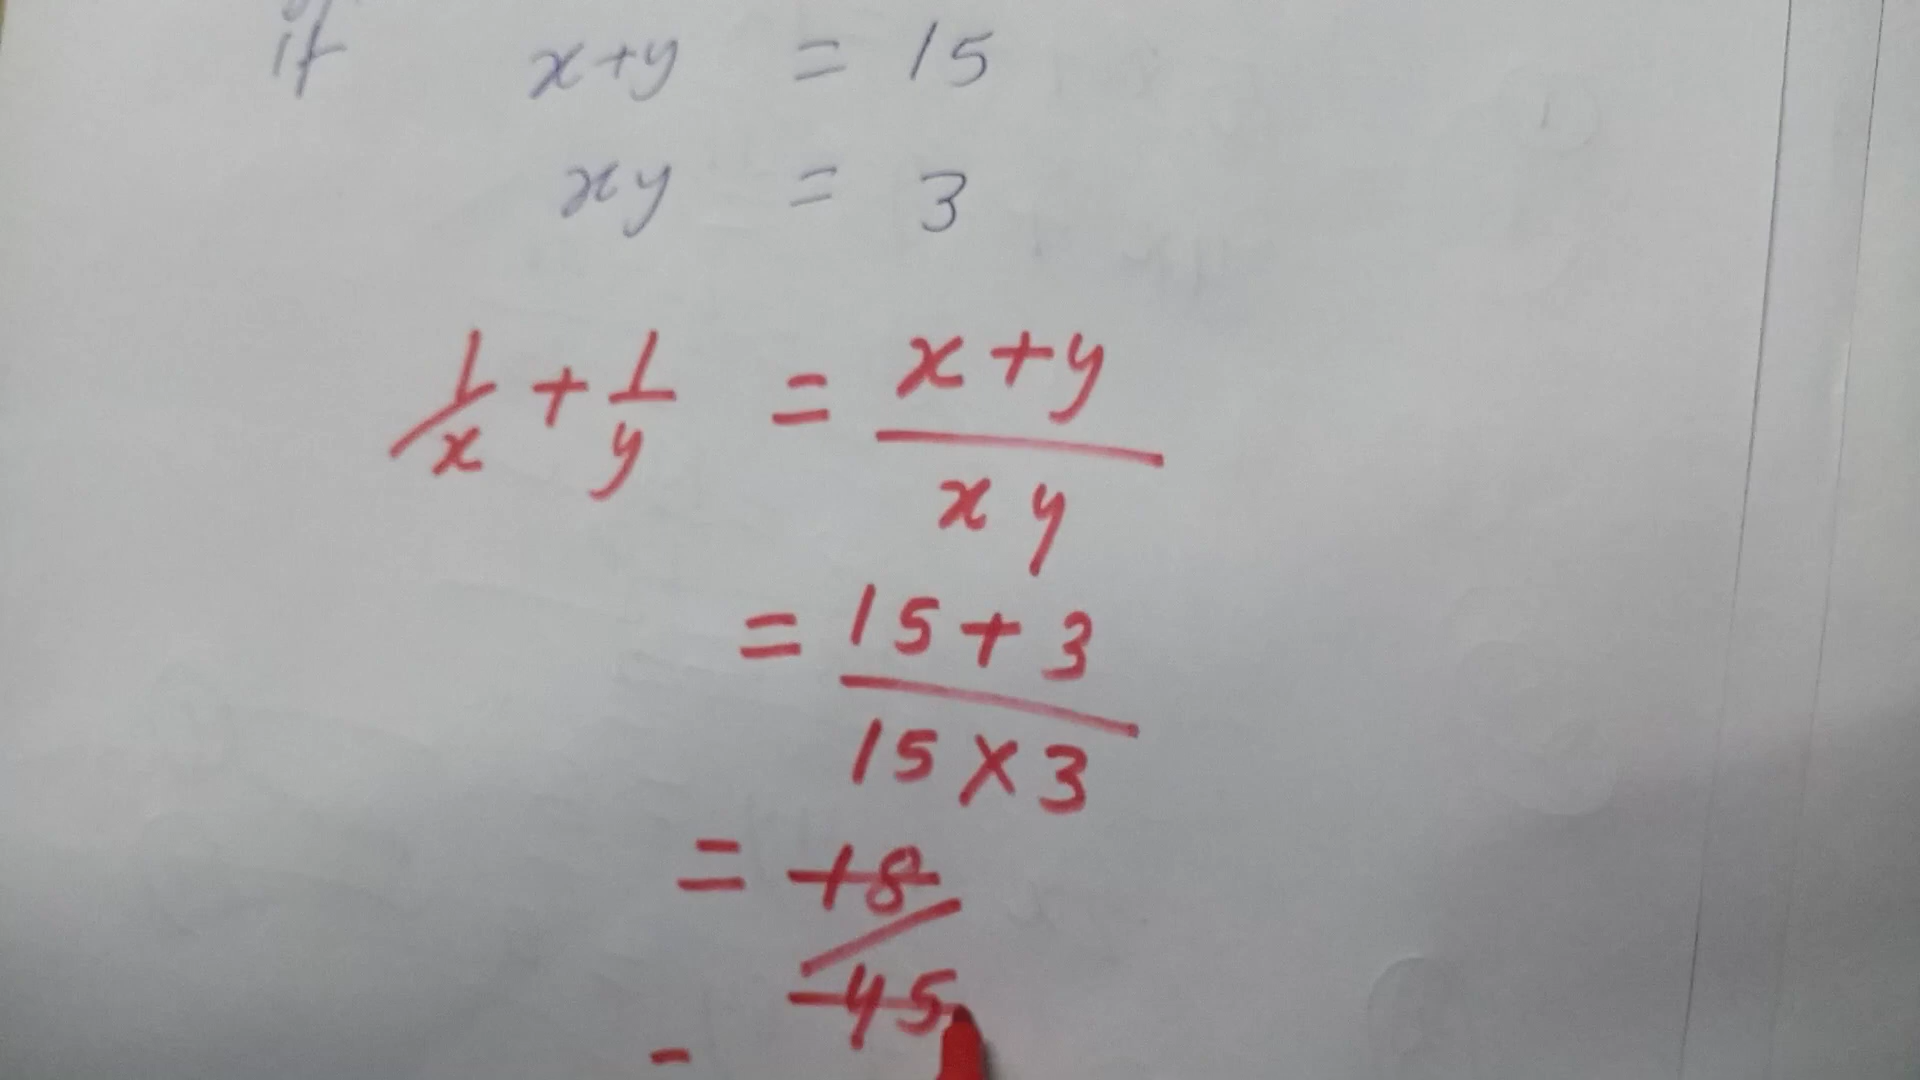 if x+y = 15
xy = 3
1/x + 1/y = x+y/xy
= 15+3/15×3
= 18/45
-